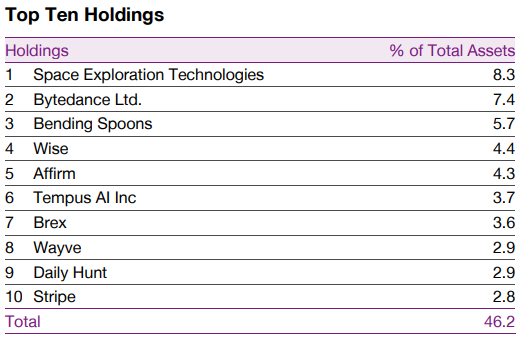 Top Ten Holdings
Holdings % of Total Assets
1 Space Exploration Technologies 8.3
2 Bytedance Ltd. 7.4
3 Bending Spoons 5.7
4 Wise 4.4
5 Affirm 4.3
6 Tempus AI Inc 3.7
7 Brex 3.6
8 Wayve 2.9
9 Daily Hunt 2.9
10 Stripe 2.8
Total 46.2